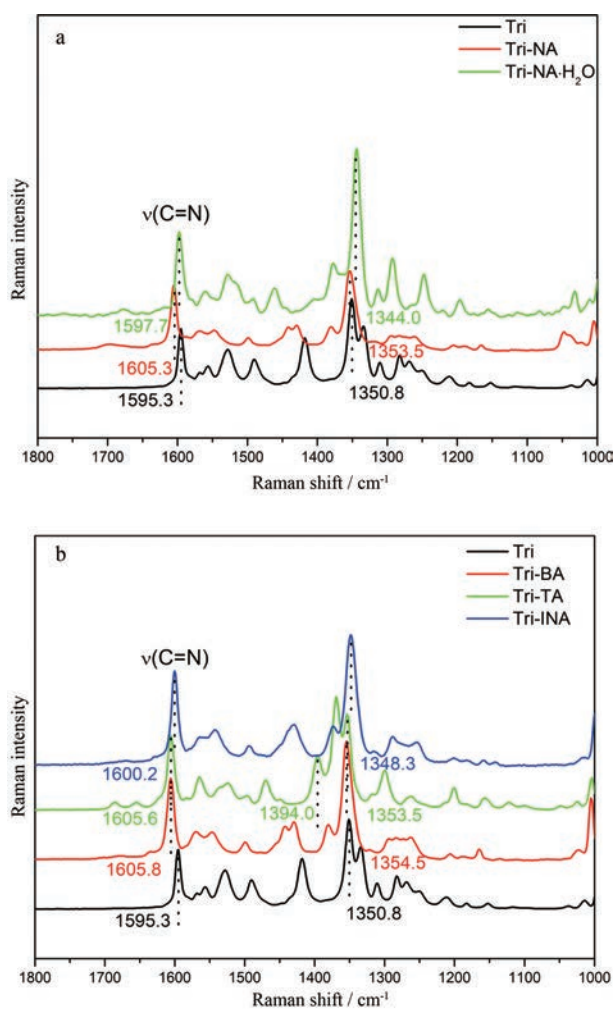 a
Tri
Tri-NA
Tri-NA·H₂O
ν(C=N)
1597.7
1344.0
1605.3
1353.5
1595.3
1350.8
Raman intensity
1800 1700 1600 1500 1400 1300 1200 1100 1000
Raman shift / cm⁻¹
b
Tri
Tri-BA
Tri-TA
Tri-INA
ν(C=N)
1600.2
1348.3
1605.6
1394.0
1353.5
1605.8
1354.5
1595.3
1350.8
Raman intensity
1800 1700 1600 1500 1400 1300 1200 1100 1000
Raman shift / cm⁻¹